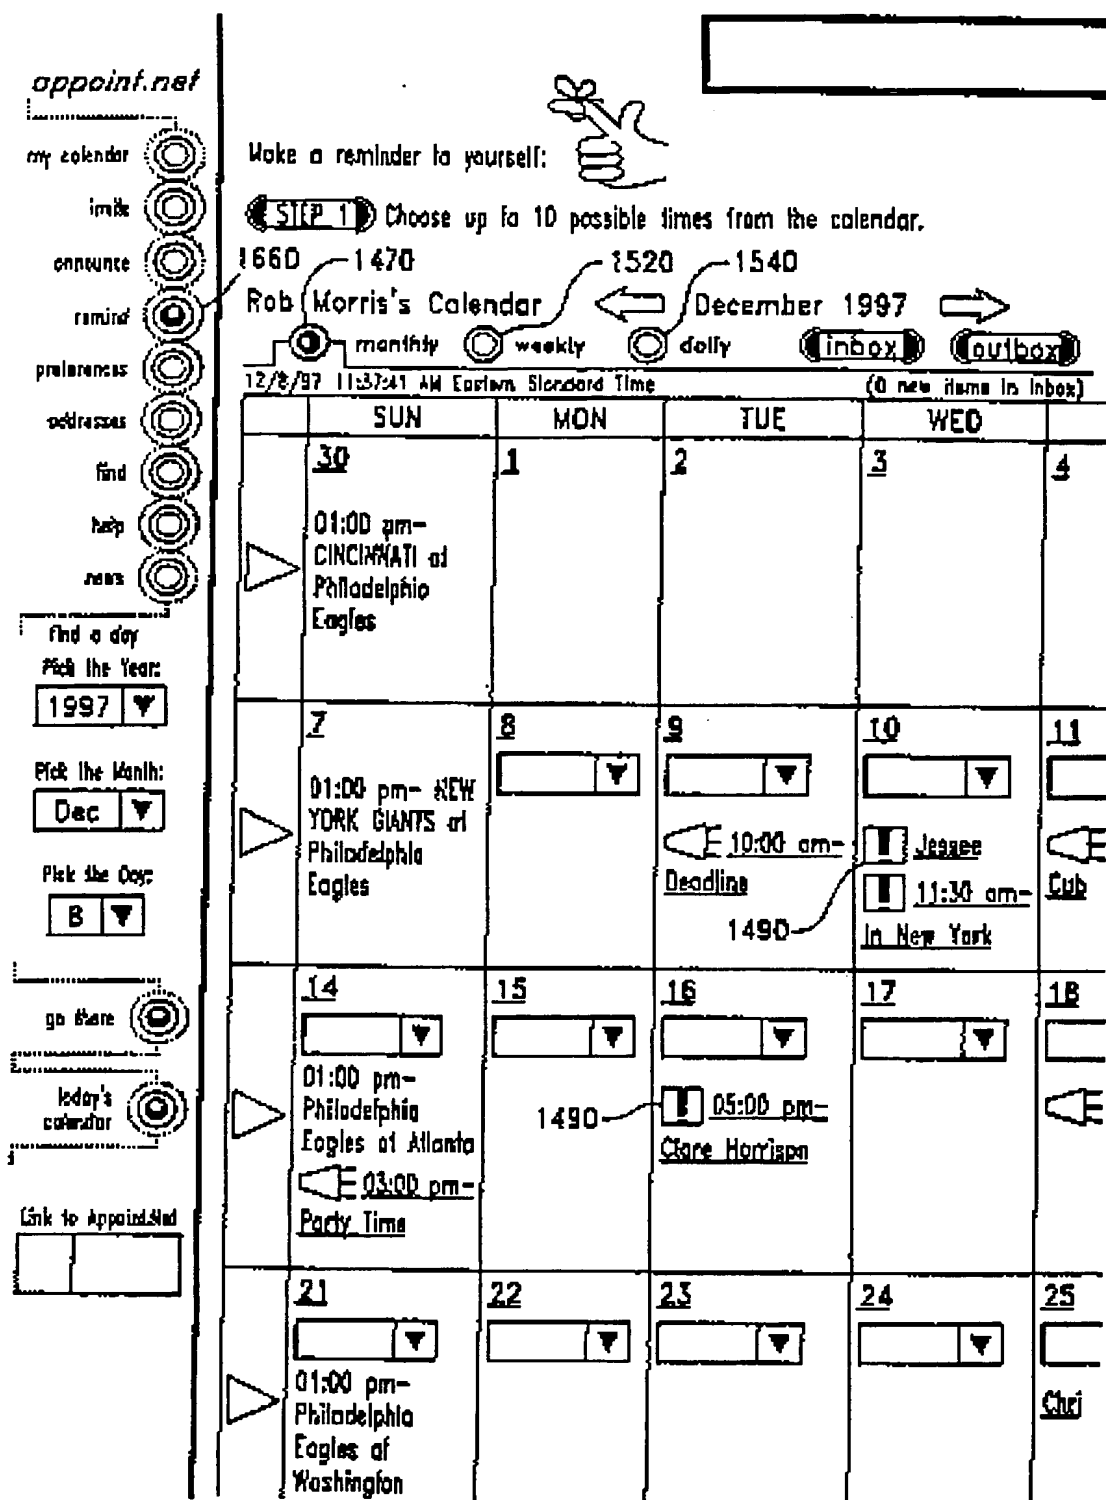 appoint.net
my calendar
invite
announce
remind
preferences
addresses
find
help
news
find a day
Pick the Year:
1997
Pick the Month:
Dec
Pick the Day:
8
go there
today's
calendar
Link to AppointNet
Make a reminder to yourself:
STEP 1 Choose up to 10 possible times from the calendar.
1660 1470 1520 1540
Rob Morris's Calendar December 1997
monthly weekly daily inbox outbox
12/8/97 11:37:41 AM Eastern Standard Time (0 new items in inbox)
SUN MON TUE WED
30 1 2 3 4
01:00 pm-
CINCINNATI at
Philadelphia
Eagles
7 8 9 10 11
01:00 pm- NEW
YORK GIANTS at
Philadelphia
Eagles
10:00 am-
Deadline
Jessee
11:30 am-
In New York
1490
Cub
14 15 16 17 18
01:00 pm-
Philadelphia
Eagles at Atlanta
03:00 pm-
Party Time
1490
05:00 pm-
Clare Harrison
21 22 23 24 25
01:00 pm-
Philadelphia
Eagles at
Washington
Chri